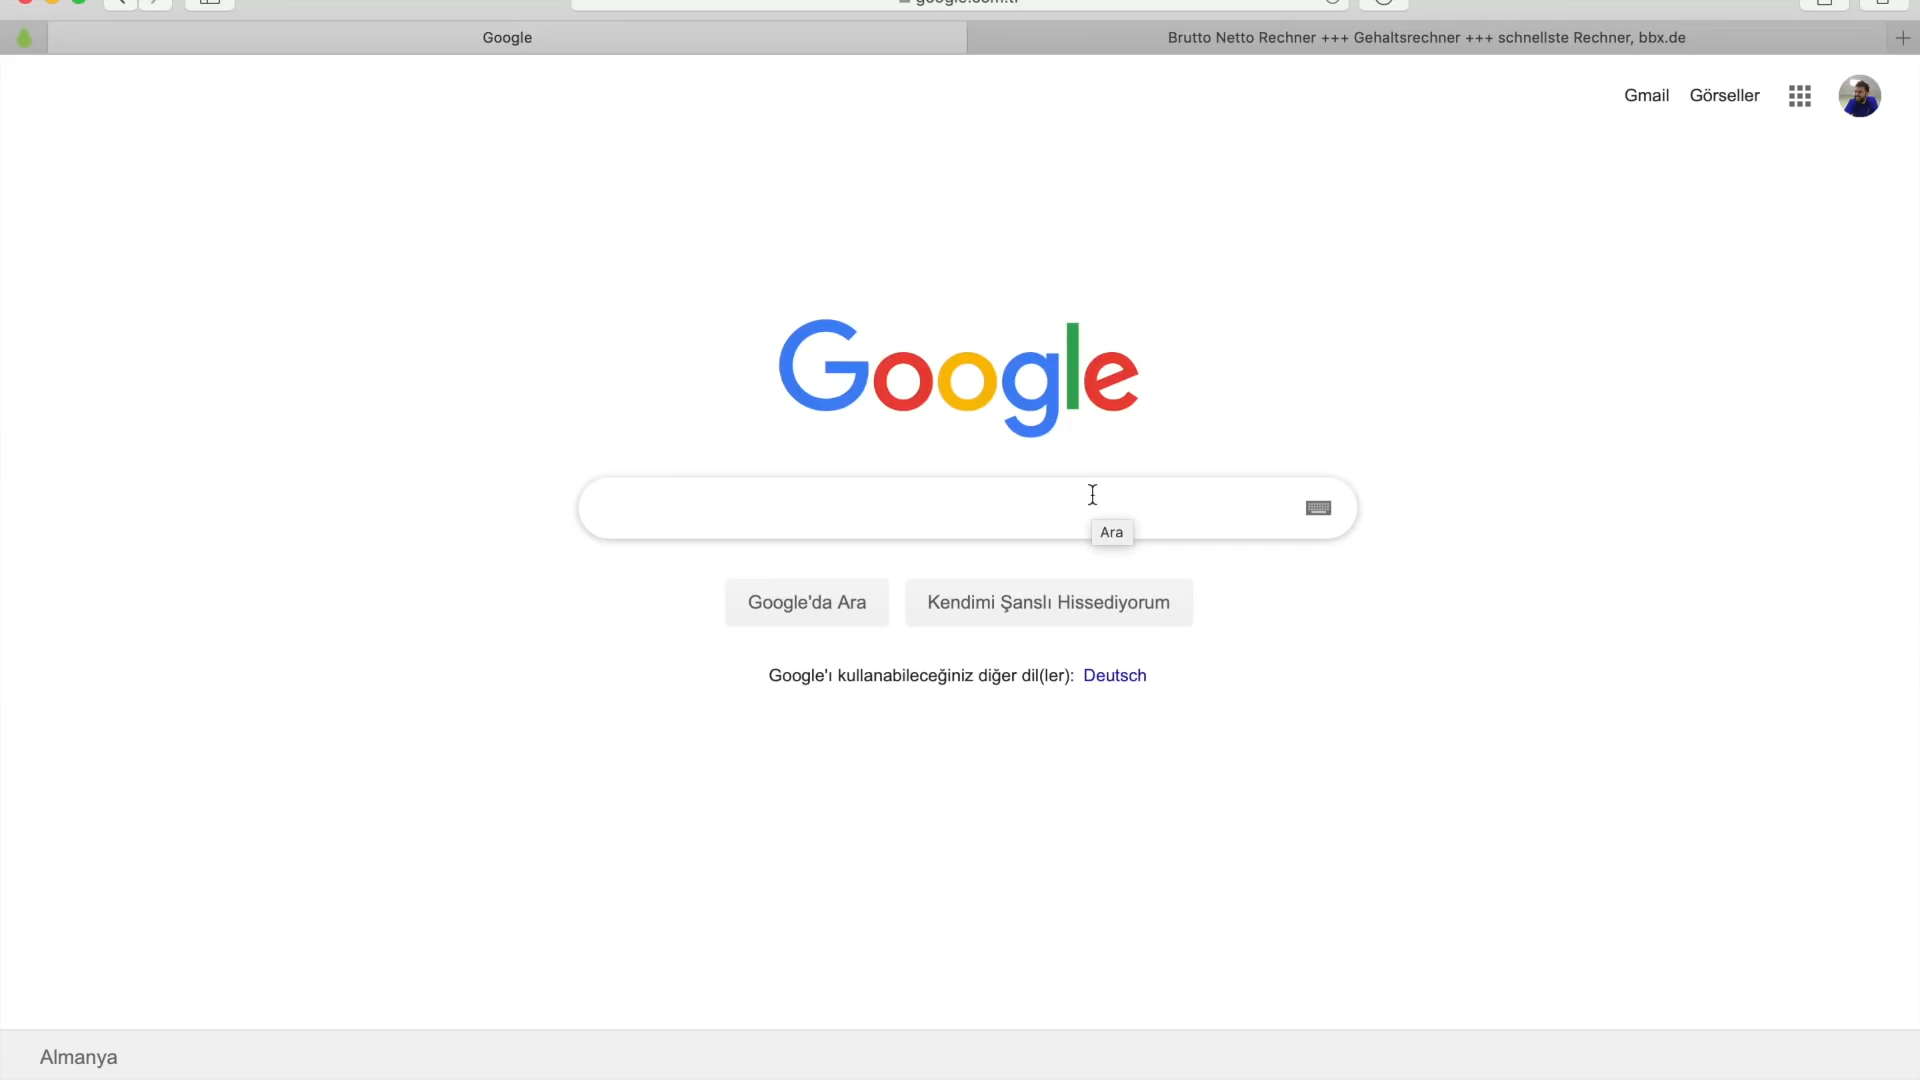 Google
Brutto Netto Rechner +++ Gehaltsrechner +++ schnellste Rechner, bbx.de
Gmail
Görseller
Google
Ara
Google'da Ara
Kendimi Şanslı Hissediyorum
Google'ı kullanabileceğiniz diğer dil(ler): Deutsch
Almanya